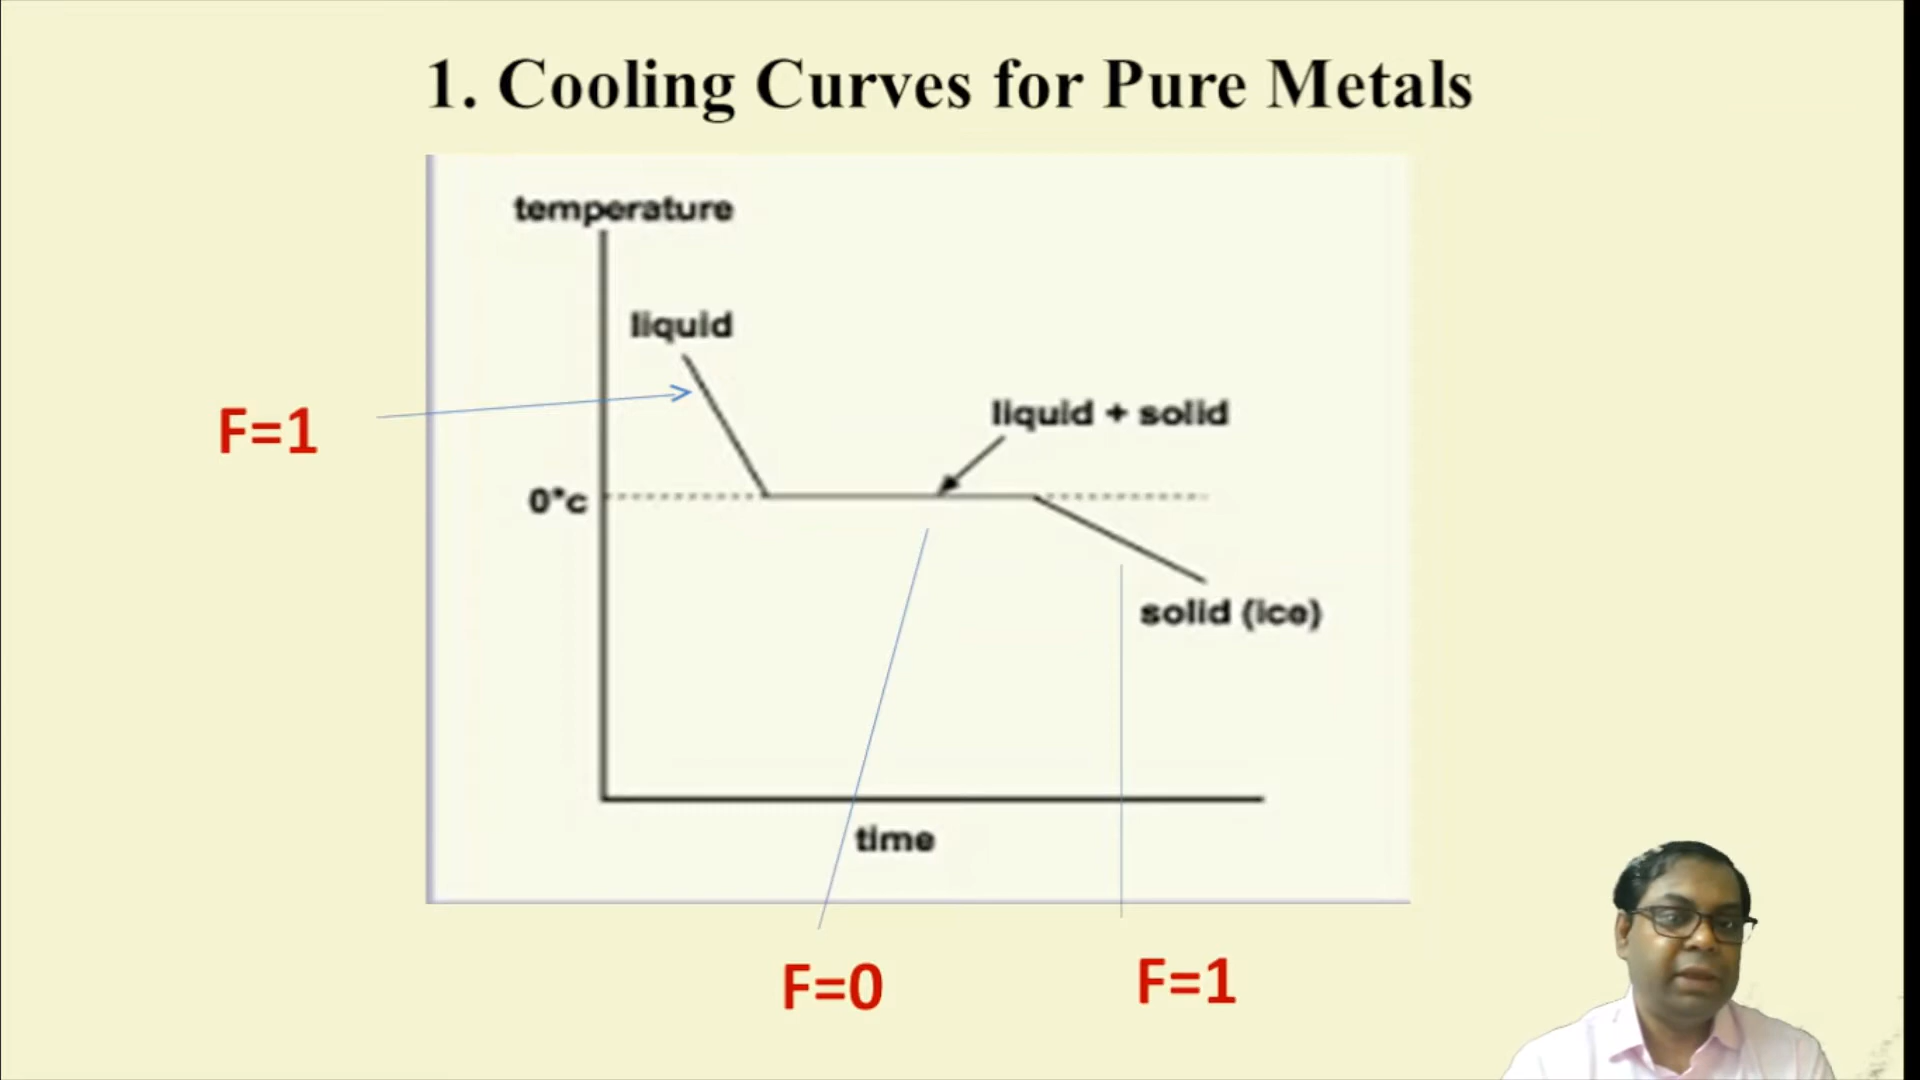 1. Cooling Curves for Pure Metals
temperature
liquid
F=1
liquid + solid
0°c
solid (ice)
time
F=0
F=1